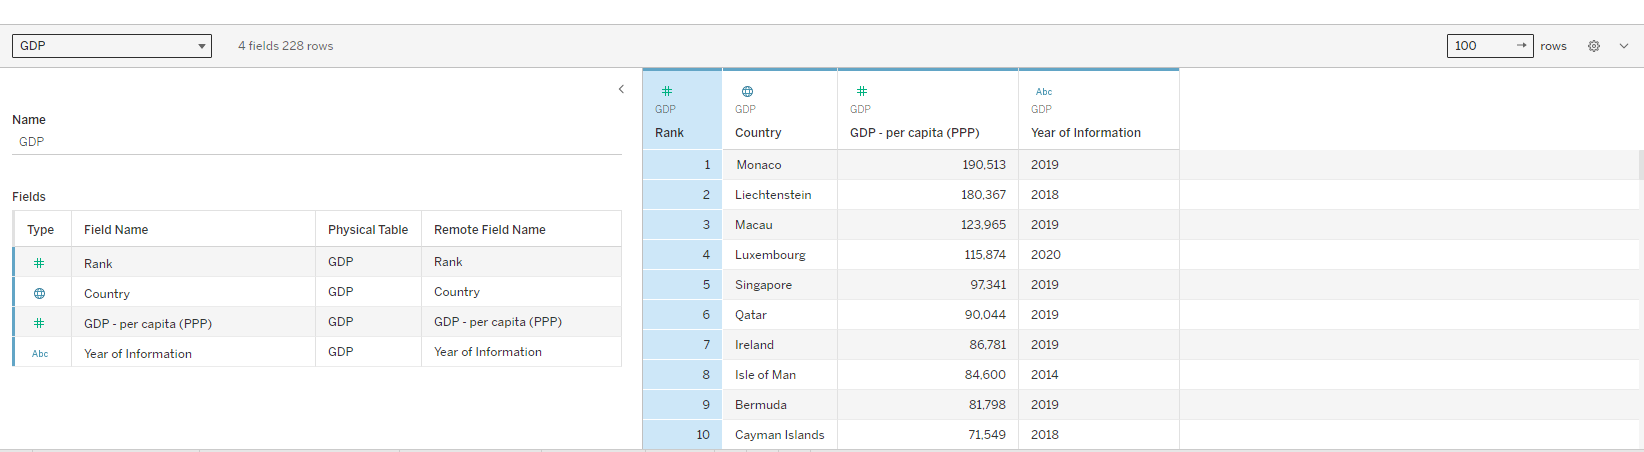 GDP 4 fields 228 rows 100 → rows
Name
GDP
Fields
Type Field Name Physical Table Remote Field Name
# Rank GDP Rank
Country GDP Country
# GDP - per capita (PPP) GDP GDP - per capita (PPP)
Abc Year of Information GDP Year of Information
# # Abc
GDP GDP GDP GDP
Rank Country GDP - per capita (PPP) Year of Information
1 Monaco 190,513 2019
2 Liechtenstein 180,367 2018
3 Macau 123,965 2019
4 Luxembourg 115,874 2020
5 Singapore 97,341 2019
6 Qatar 90,044 2019
7 Ireland 86,781 2019
8 Isle of Man 84,600 2014
9 Bermuda 81,798 2019
10 Cayman Islands 71,549 2018